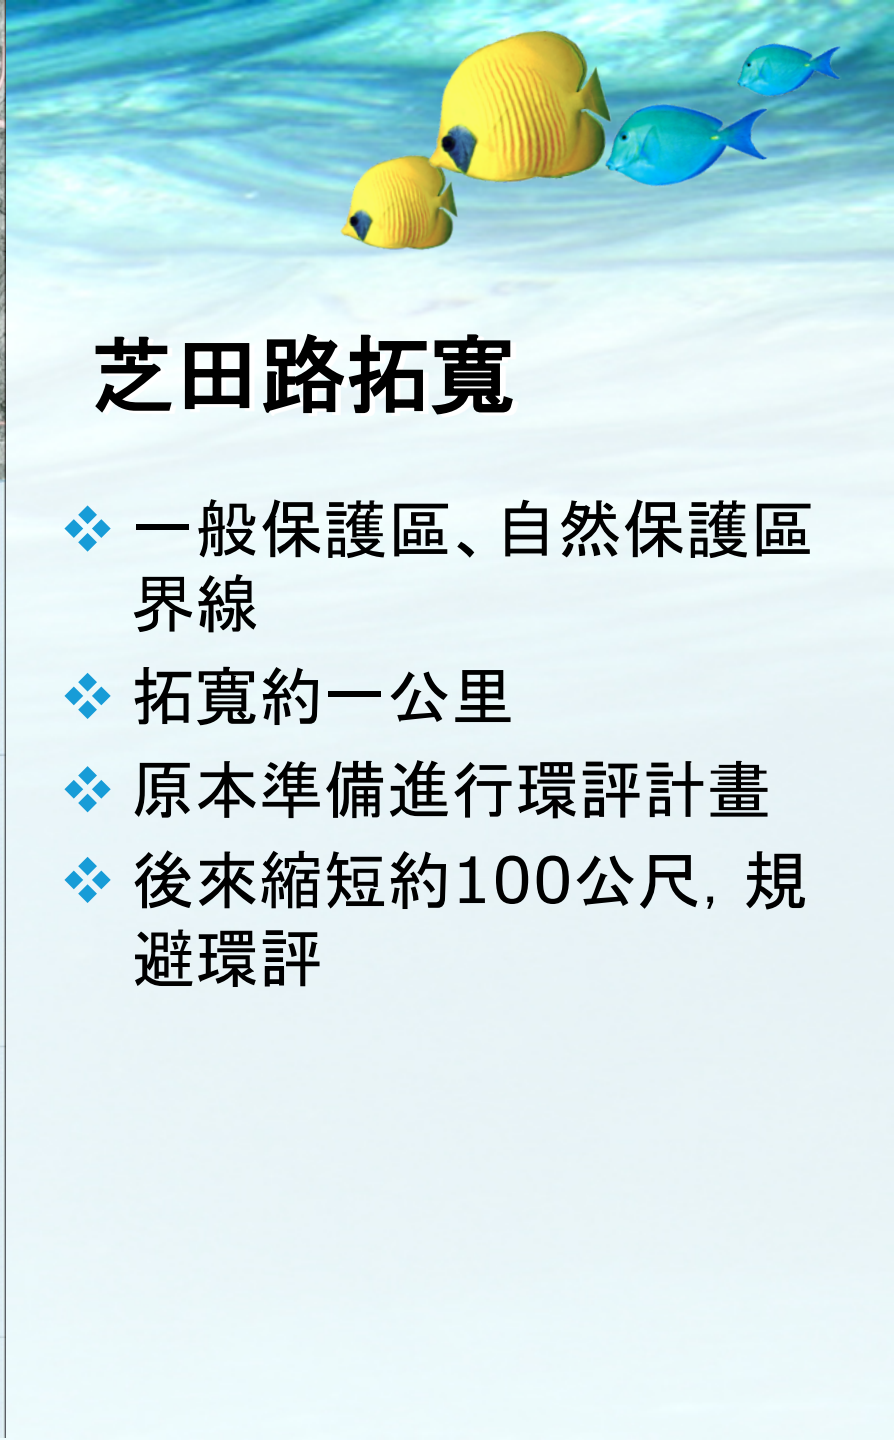 芝田路拓寬
一般保護區、自然保護區
界線
拓寬約一公里
原本準備進行環評計畫
後來縮短約100公尺，規
避環評